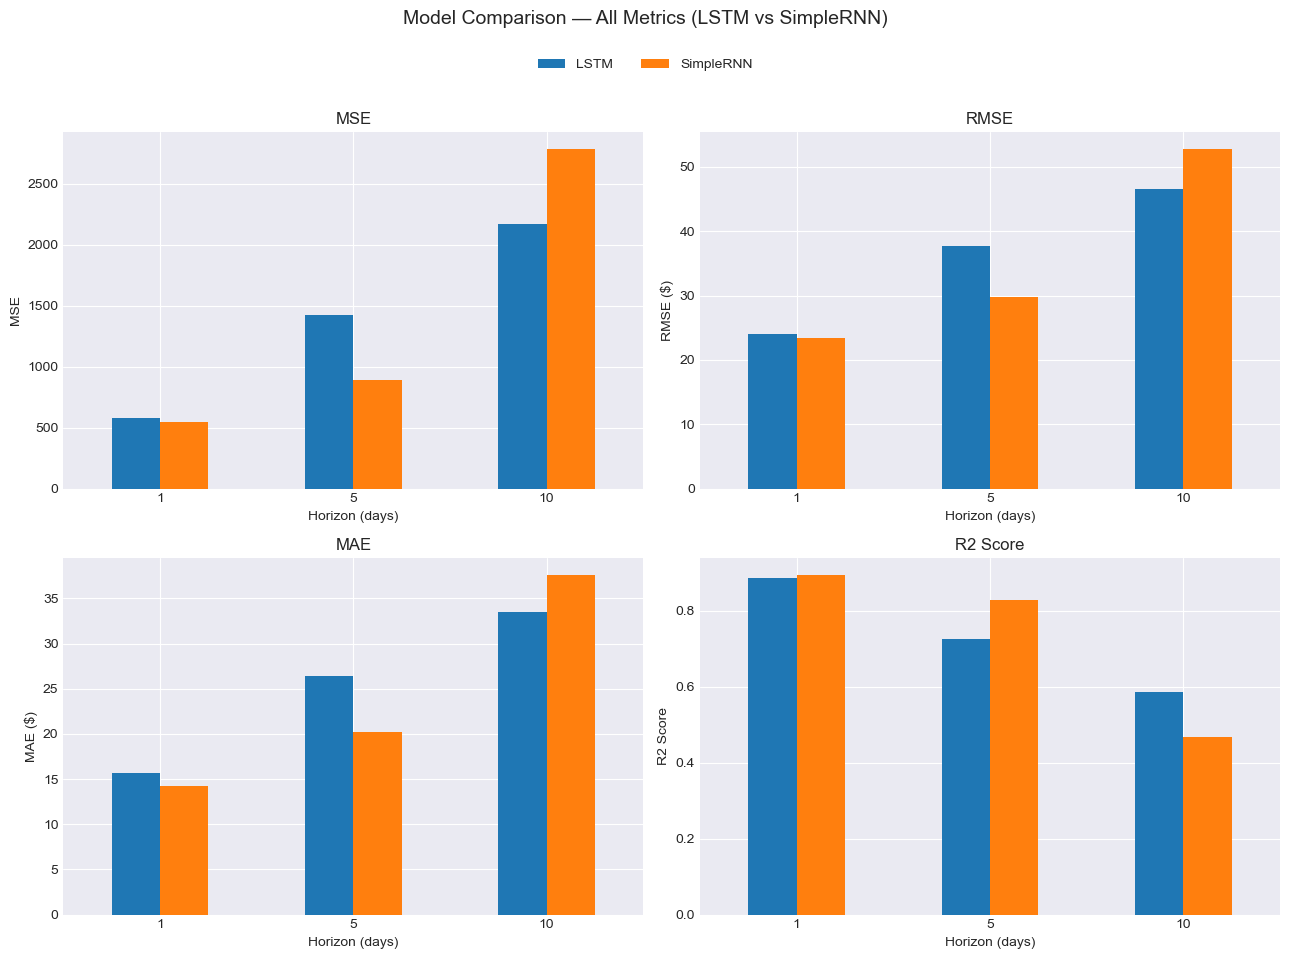 Model Comparison — All Metrics (LSTM vs SimpleRNN)
LSTM SimpleRNN
MSE
2500
2000
1500
1000
500
0
MSE
1 5 10
Horizon (days)
RMSE
50
40
30
20
10
0
RMSE ($)
1 5 10
Horizon (days)
MAE
35
30
25
20
15
10
5
0
MAE ($)
1 5 10
Horizon (days)
R2 Score
0.8
0.6
0.4
0.2
0.0
R2 Score
1 5 10
Horizon (days)